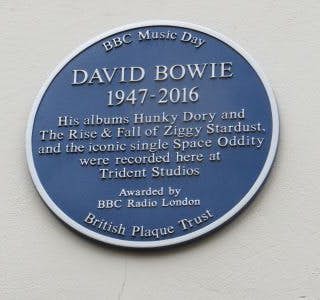 BBC Music Day
DAVID BOWIE
1947-2016
His albums Hunky Dory and
The Rise & Fall of Ziggy Stardust,
and the iconic single Space Oddity
were recorded here at
Trident Studios
Awarded by
BBC Radio London
British Plaque Trust